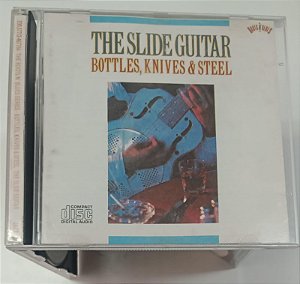 THE SLIDE GUITAR
BOTTLES, KNIVES & STEEL
COMPACT
disc
DIGITAL AUDIO